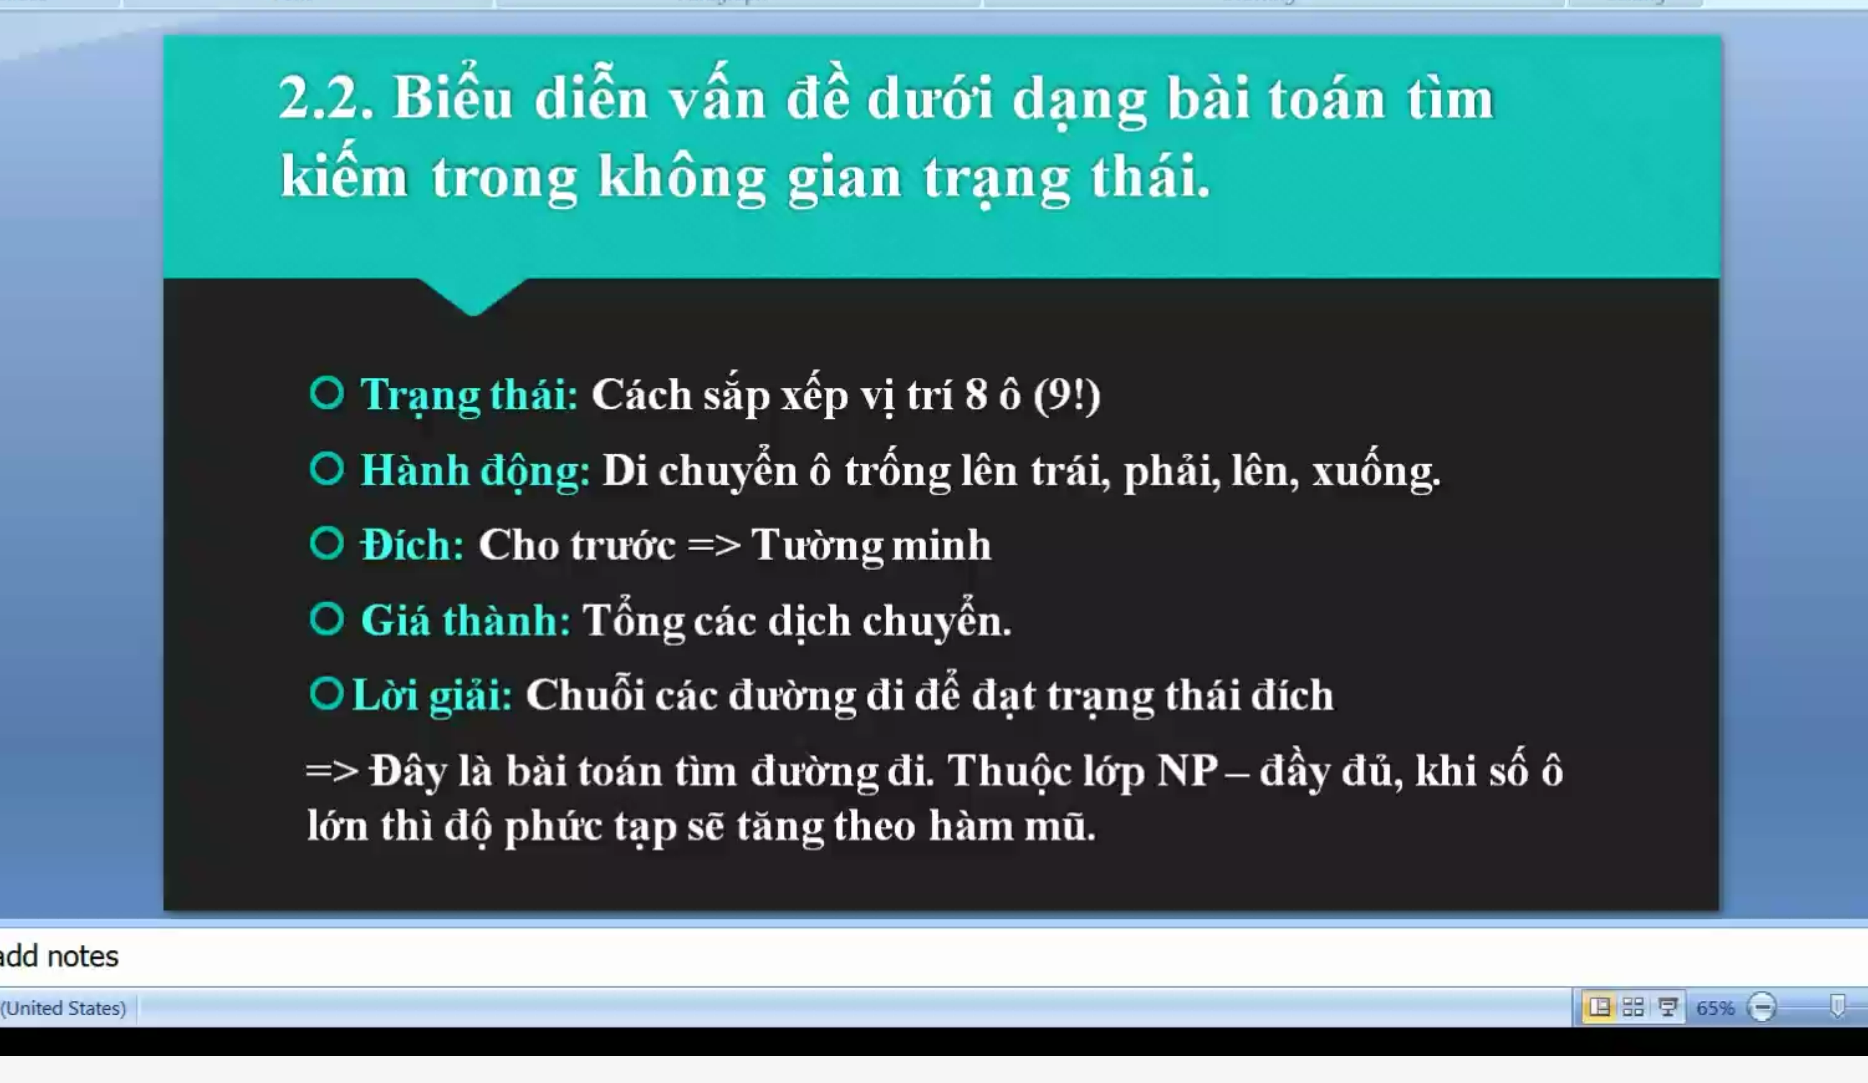 2.2. Biểu diễn vấn đề dưới dạng bài toán tìm
kiếm trong không gian trạng thái.
Trạng thái: Cách sắp xếp vị trí 8 ô (9!)
Hành động: Di chuyển ô trống lên trái, phải, lên, xuống.
Đích: Cho trước => Tường minh
Giá thành: Tổng các dịch chuyển.
Lời giải: Chuỗi các đường đi để đạt trạng thái đích
=> Đây là bài toán tìm đường đi. Thuộc lớp NP – đầy đủ, khi số ô
lớn thì độ phức tạp sẽ tăng theo hàm mũ.
add notes
(United States)
65%